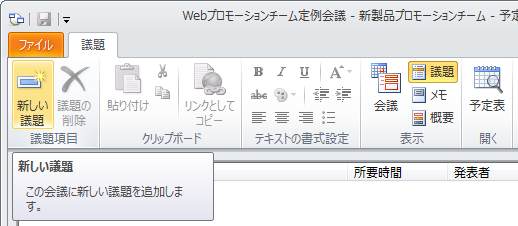 Webプロモーションチーム定例会議 - 新製品プロモーションチーム - 予定
ファイル 議題
新しい議題 議題の削除 貼り付け リンクとしてコピー B I U A abc A 会議 議題 メモ 概要 予定表
議題項目 クリップボード テキストの書式設定 表示 開く
新しい議題
この会議に新しい議題を追加しま
す。
所要時間 発表者